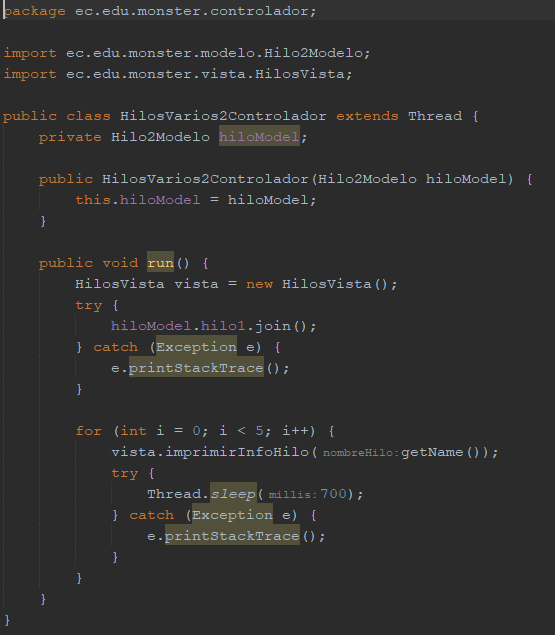 package ec.edu.monster.controlador;

import ec.edu.monster.modelo.Hilo2Modelo;
import ec.edu.monster.vista.HilosVista;

public class HilosVarios2Controlador extends Thread {
    private Hilo2Modelo hiloModel;

    public HilosVarios2Controlador(Hilo2Modelo hiloModel) {
        this.hiloModel = hiloModel;
    }

    public void run() {
        HilosVista vista = new HilosVista();
        try {
            hiloModel.hilo1.join();
        } catch (Exception e) {
            e.printStackTrace();
        }

        for (int i = 0; i < 5; i++) {
            vista.imprimirInfoHilo( nombreHilo: getName());
            try {
                Thread.sleep( millis: 700);
            } catch (Exception e) {
                e.printStackTrace();
            }
        }
    }
}